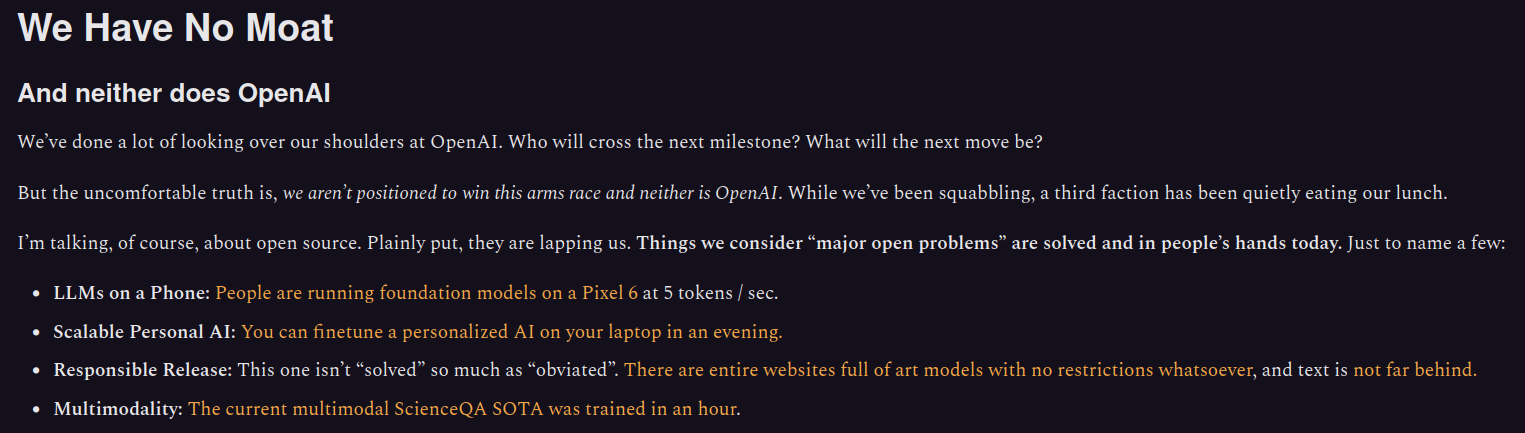 We Have No Moat
And neither does OpenAI
We’ve done a lot of looking over our shoulders at OpenAI. Who will cross the next milestone? What will the next move be?
But the uncomfortable truth is, we aren’t positioned to win this arms race and neither is OpenAI. While we’ve been squabbling, a third faction has been quietly eating our lunch.
I’m talking, of course, about open source. Plainly put, they are lapping us. Things we consider “major open problems” are solved and in people’s hands today. Just to name a few:
• LLMs on a Phone: People are running foundation models on a Pixel 6 at 5 tokens / sec.
• Scalable Personal AI: You can finetune a personalized AI on your laptop in an evening.
• Responsible Release: This one isn’t “solved” so much as “obviated”. There are entire websites full of art models with no restrictions whatsoever, and text is not far behind.
• Multimodality: The current multimodal ScienceQA SOTA was trained in an hour.